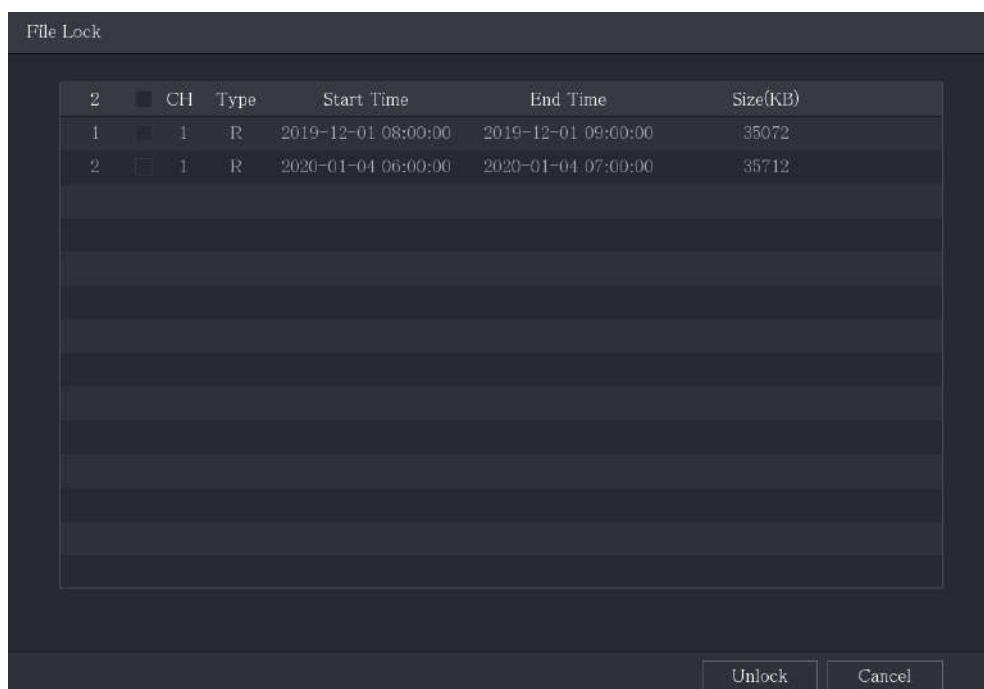 File Lock
2 CH Type Start Time End Time Size(KB)
1 1 R 2019-12-01 08:00:00 2019-12-01 09:00:00 35072
2 1 R 2020-01-04 06:00:00 2020-01-04 07:00:00 35712
Unlock Cancel